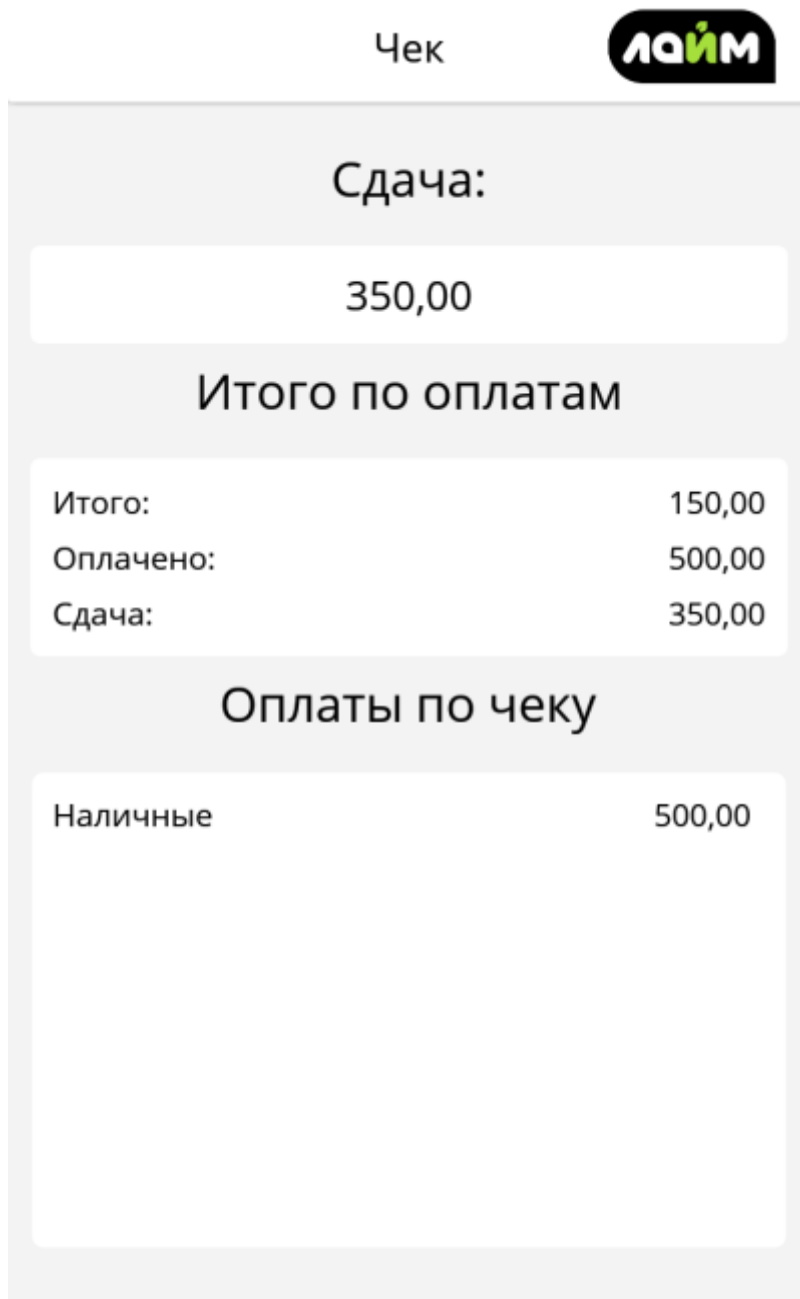 Чек
лайм
Сдача:
350,00
Итого по оплатам
Итого: 150,00
Оплачено: 500,00
Сдача: 350,00
Оплаты по чеку
Наличные 500,00